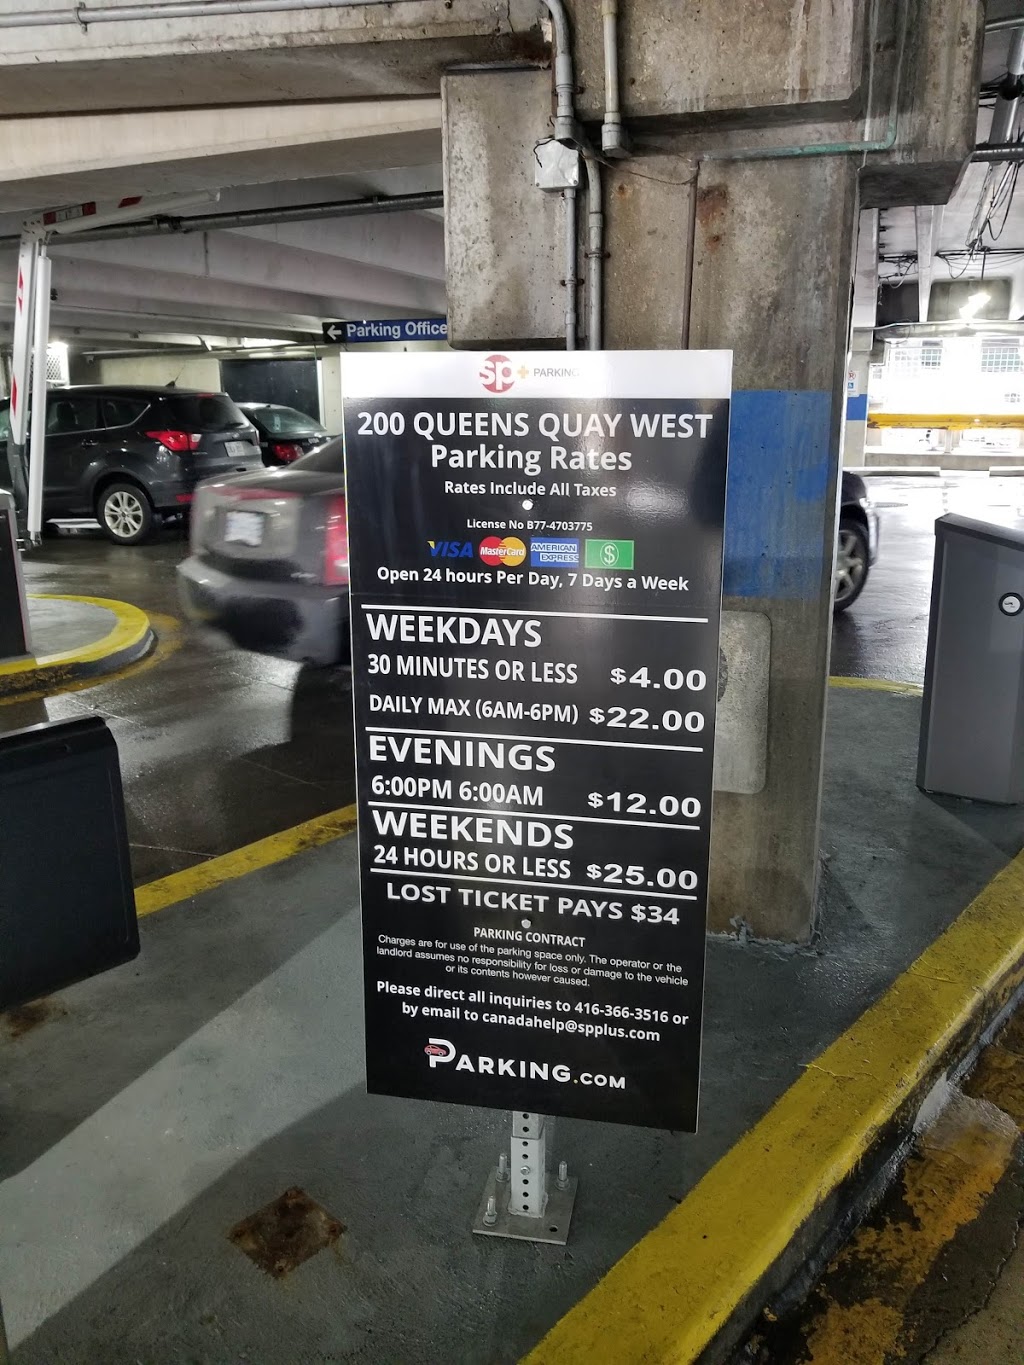 Parking Office
sp+ PARKING
200 QUEENS QUAY WEST
Parking Rates
Rates Include All Taxes
License No B77-4703775
VISA MasterCard AMERICAN EXPRESS $
Open 24 hours Per Day, 7 Days a Week
WEEKDAYS
30 MINUTES OR LESS $4.00
DAILY MAX (6AM-6PM) $22.00
EVENINGS
6:00PM 6:00AM $12.00
WEEKENDS
24 HOURS OR LESS $25.00
LOST TICKET PAYS $34
PARKING CONTRACT
Charges are for use of the parking space only. The operator or the
landlord assumes no responsibility for loss or damage to the vehicle
or its contents however caused.
Please direct all inquiries to 416-366-3516 or
by email to canadahelp@spplus.com
PARKING.COM